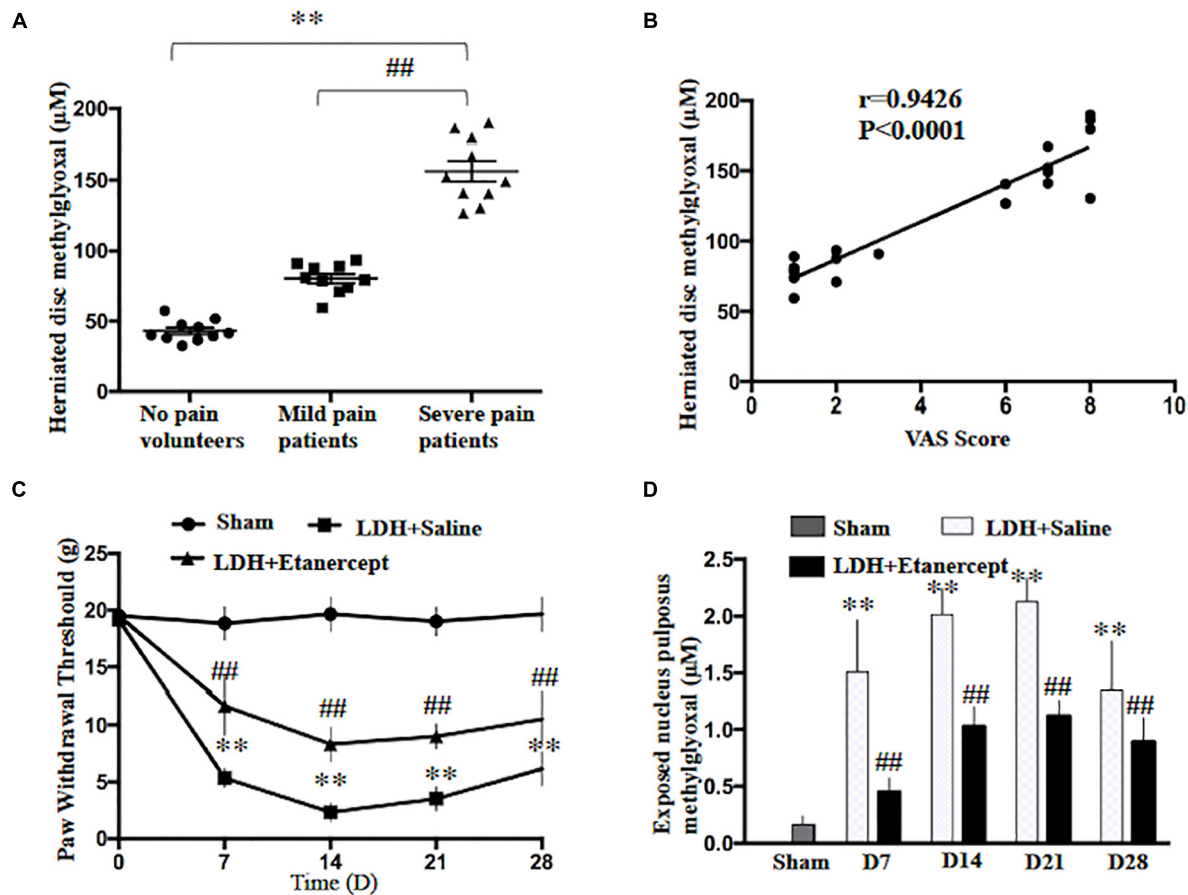 A
**
##
Herniated disc methylglyoxal (μM)
200
150
100
50
0
No pain
volunteers
Mild pain
patients
Severe pain
patients
B
r=0.9426
P<0.0001
Herniated disc methylglyoxal (μM)
200
150
100
50
0
0 2 4 6 8 10
VAS Score
C
Sham
LDH+Saline
LDH+Etanercept
Paw Withdrawal Threshould (g)
25
20
15
10
5
0
## ## ## ##
** ** ** **
0 7 14 21 28
Time (D)
D
Sham
LDH+Saline
LDH+Etanercept
Exposed nucleus pulposus
methylglyoxal (μM)
2.5
2.0
1.5
1.0
0.5
0.0
** ** ** **
## ## ## ##
Sham D7 D14 D21 D28